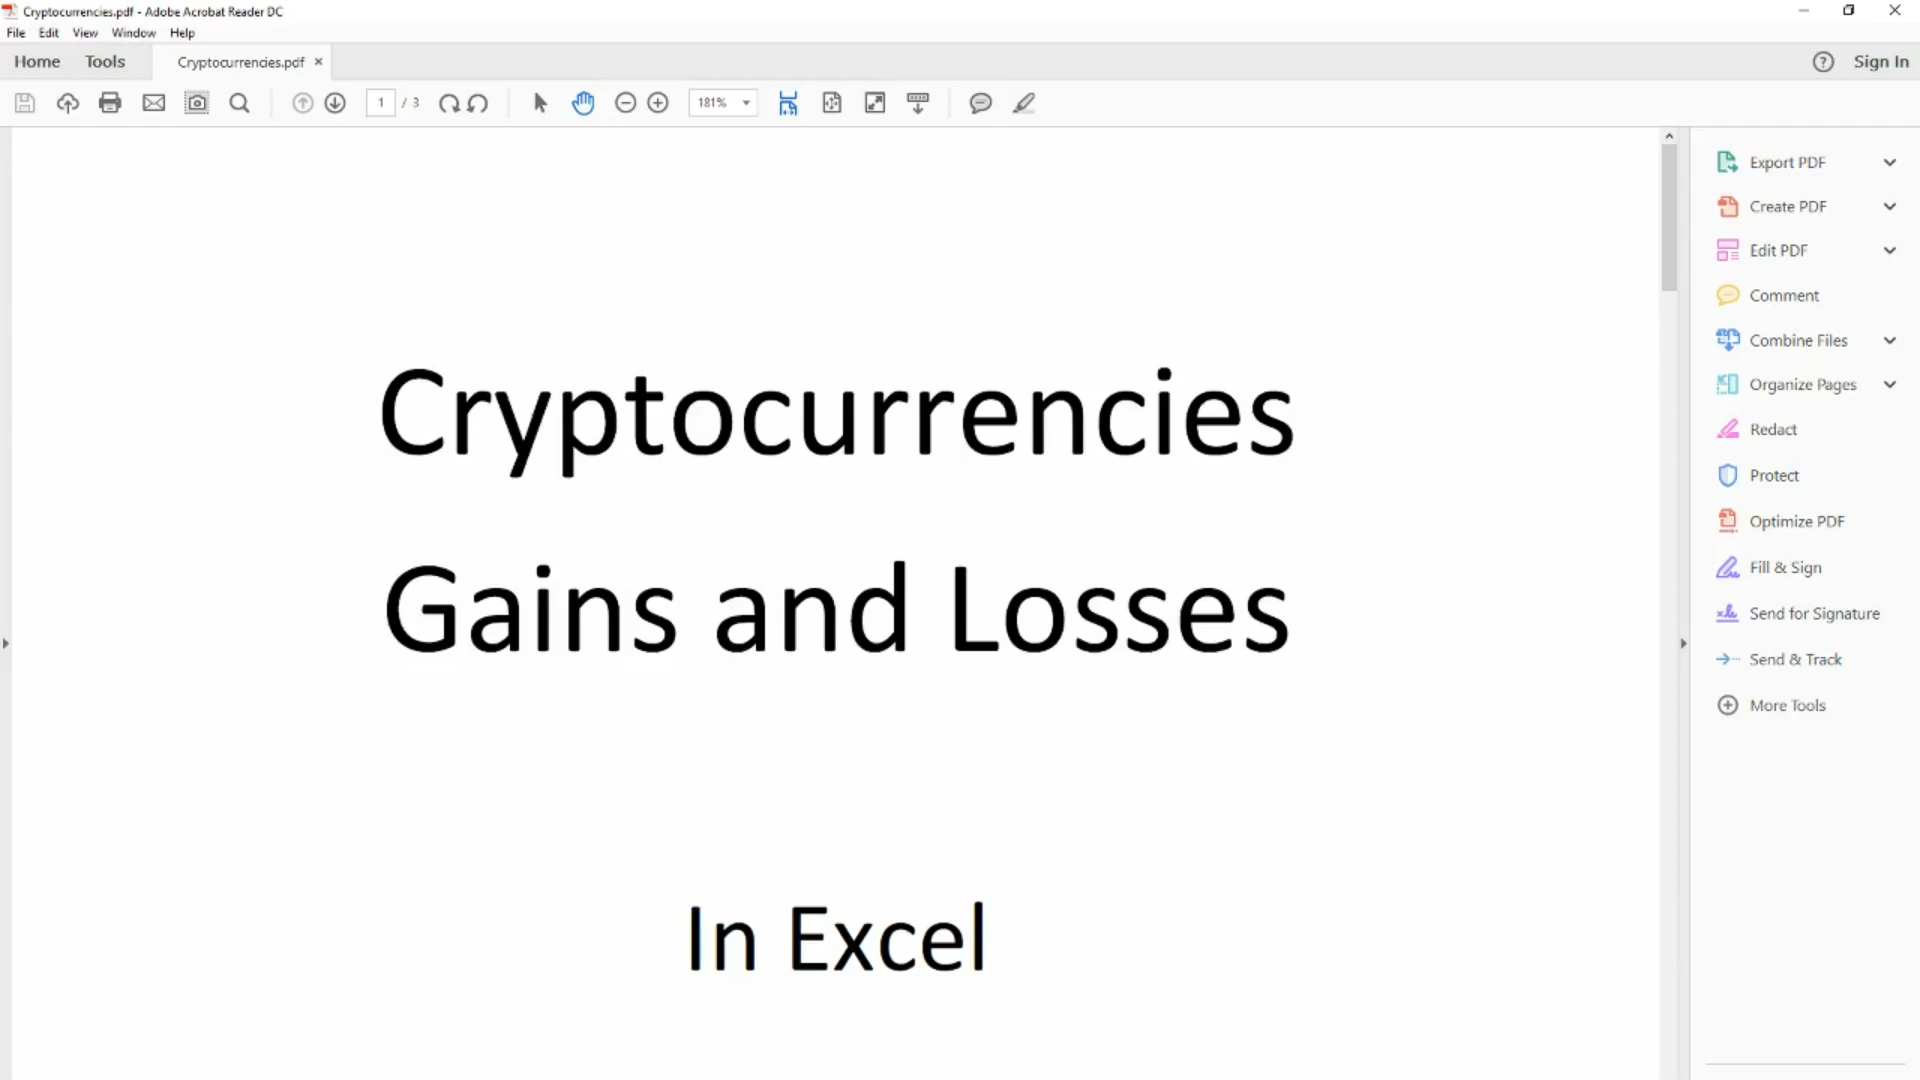 Cryptocurrencies.pdf - Adobe Acrobat Reader DC
File Edit View Window Help
Home Tools Cryptocurrencies.pdf × ? Sign In
1 / 3 181%
Export PDF
Create PDF
Edit PDF
Comment
Combine Files
Organize Pages
Redact
Protect
Optimize PDF
Fill & Sign
Send for Signature
Send & Track
More Tools
Cryptocurrencies
Gains and Losses
In Excel